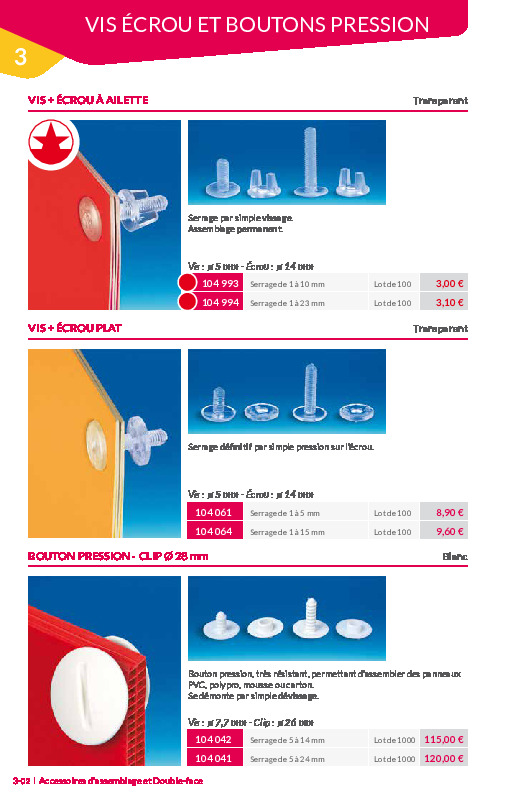 VIS ÉCROU ET BOUTONS PRESSION
3
VIS + ÉCROU À AILETTE Transparent
Serrage par simple vissage.
Assemblage permanent.
Vis : ø 5 mm - Écrou : ø 14 mm
104 993 Serrage de 1 à 10 mm Lot de 100 3,00 €
104 994 Serrage de 1 à 23 mm Lot de 100 3,10 €
VIS + ÉCROU PLAT Transparent
Serrage définitif par simple pression sur l'écrou.
Vis : ø 5 mm - Écrou : ø 14 mm
104 061 Serrage de 1 à 5 mm Lot de 100 8,90 €
104 064 Serrage de 1 à 15 mm Lot de 100 9,60 €
BOUTON PRESSION - CLIP Ø 28 mm Blanc
Bouton pression, très résistant, permettant d'assembler des panneaux
PVC, polypro, mousse ou carton.
Se démonte par simple dévissage.
Vis : ø 7,7 mm - Clip : ø 26 mm
104 042 Serrage de 5 à 14 mm Lot de 1000 115,00 €
104 041 Serrage de 5 à 24 mm Lot de 1000 120,00 €
3-02 | Accessoires d'assemblage et Double-face